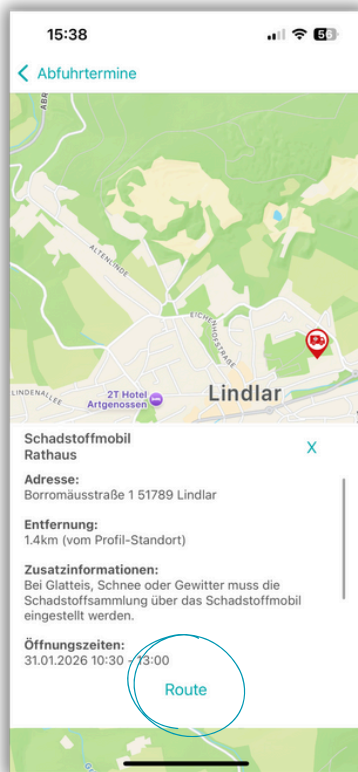 15:38
56
Abfuhrtermine
ABR
ALTENLINDE
EICHENHOFSTRAßE
LINDENALLEE
2T Hotel
Artgenossen
Lindlar
Schadstoffmobil
Rathaus
X
Adresse:
Borromäusstraße 1 51789 Lindlar
Entfernung:
1.4km (vom Profil-Standort)
Zusatzinformationen:
Bei Glatteis, Schnee oder Gewitter muss die
Schadstoffsammlung über das Schadstoffmobil
eingestellt werden.
Öffnungszeiten:
31.01.2026 10:30 - 13:00
Route